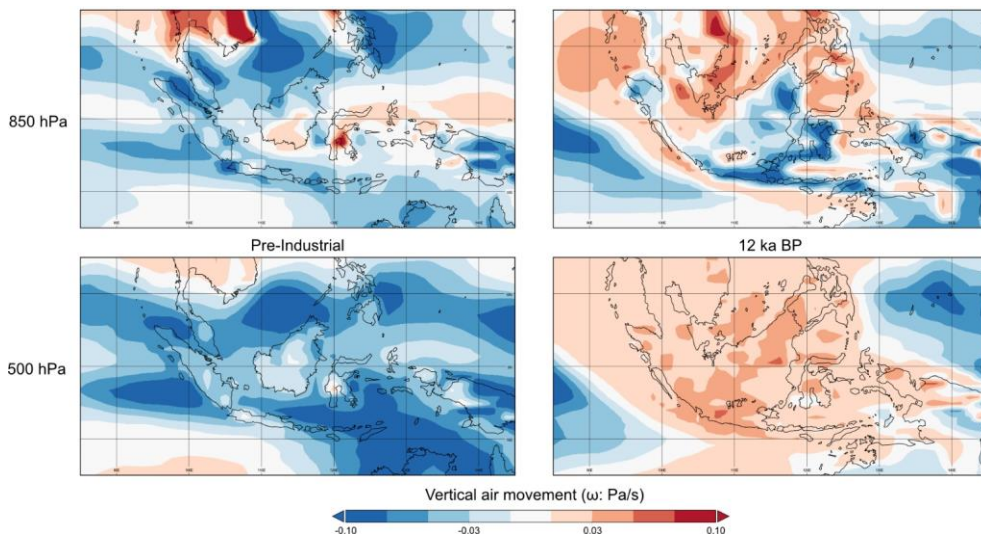 850 hPa
Pre-Industrial
12 ka BP
500 hPa
Vertical air movement (ω: Pa/s)
-0.10
-0.03
0.03
0.10